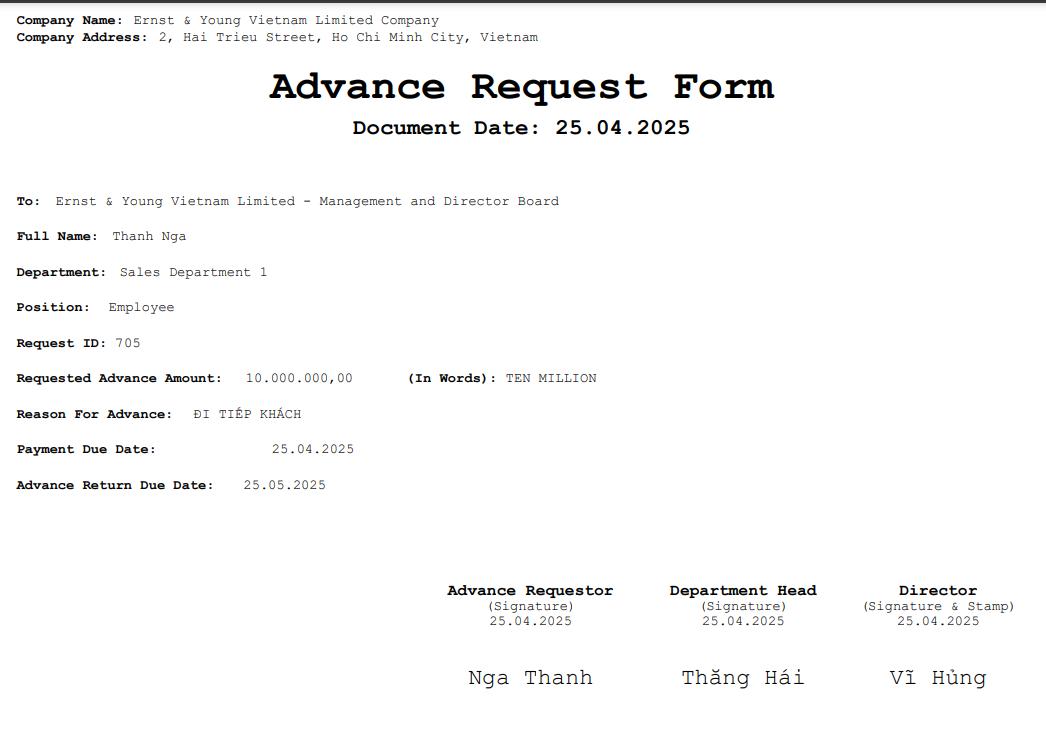 Company Name: Ernst & Young Vietnam Limited Company
Company Address: 2, Hai Trieu Street, Ho Chi Minh City, Vietnam
Advance Request Form
Document Date: 25.04.2025
To: Ernst & Young Vietnam Limited - Management and Director Board
Full Name: Thanh Nga
Department: Sales Department 1
Position: Employee
Request ID: 705
Requested Advance Amount: 10.000.000,00 (In Words): TEN MILLION
Reason For Advance: ĐI TIẾP KHÁCH
Payment Due Date: 25.04.2025
Advance Return Due Date: 25.05.2025
Advance Requestor Department Head Director
(Signature) (Signature) (Signature & Stamp)
25.04.2025 25.04.2025 25.04.2025
Nga Thanh Thăng Hái Vĩ Hủng